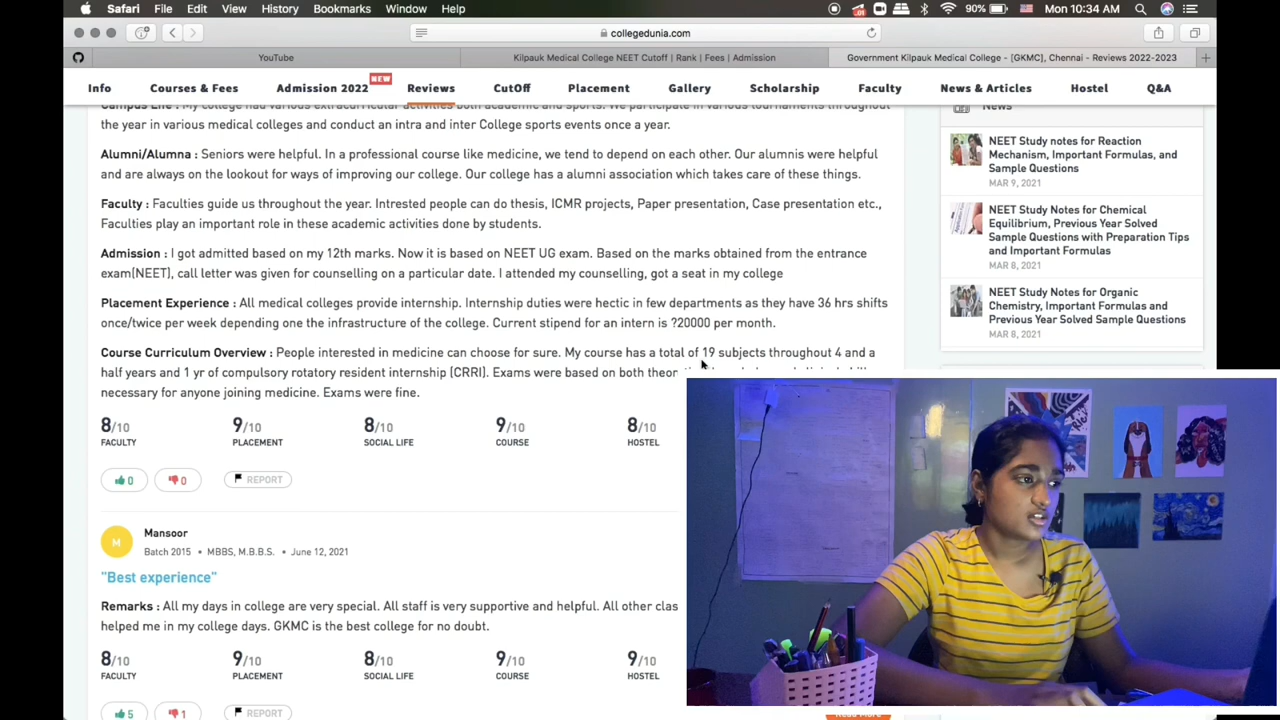 Safari File Edit View History Bookmarks Window Help 90% Mon 10:34 AM
collegedunia.com
YouTube Kilpauk Medical College NEET Cutoff | Rank | Fees | Admission Government Kilpauk Medical College - [GKMC], Chennai - Reviews 2022-2023
Info Courses & Fees Admission 2022 NEW Reviews CutOff Placement Gallery Scholarship Faculty News & Articles Hostel Q&A
Campus Life : My college had various extracurricular activities both academic and sports. We participate in various tournaments throughout
the year in various medical colleges and conduct an intra and inter College sports events once a year.
Alumni/Alumna : Seniors were helpful. In a professional course like medicine, we tend to depend on each other. Our alumnis were helpful
and are always on the lookout for ways of improving our college. Our college has a alumni association which takes care of these things.
Faculty : Faculties guide us throughout the year. Intrested people can do thesis, ICMR projects, Paper presentation, Case presentation etc.,
Faculties play an important role in these academic activities done by students.
Admission : I got admitted based on my 12th marks. Now it is based on NEET UG exam. Based on the marks obtained from the entrance
exam(NEET), call letter was given for counselling on a particular date. I attended my counselling, got a seat in my college
Placement Experience : All medical colleges provide internship. Internship duties were hectic in few departments as they have 36 hrs shifts
once/twice per week depending one the infrastructure of the college. Current stipend for an intern is ?20000 per month.
Course Curriculum Overview : People interested in medicine can choose for sure. My course has a total of 19 subjects throughout 4 and a
half years and 1 yr of compulsory rotatory resident internship (CRRI). Exams were based on both
necessary for anyone joining medicine. Exams were fine.
8/10 9/10 8/10 9/10 8/10
FACULTY PLACEMENT SOCIAL LIFE COURSE HOSTEL
0 0 REPORT
M Mansoor
Batch 2015 • MBBS, M.B.B.S. • June 12, 2021
"Best experience"
Remarks : All my days in college are very special. All staff is very supportive and helpful. All other clas
helped me in my college days. GKMC is the best college for no doubt.
8/10 9/10 8/10 9/10 9/10
FACULTY PLACEMENT SOCIAL LIFE COURSE HOSTEL
5 1 REPORT
News
NEET Study notes for Reaction
Mechanism, Important Formulas, and
Sample Questions
MAR 9, 2021
NEET Study Notes for Chemical
Equilibrium, Previous Year Solved
Sample Questions with Preparation Tips
and Important Formulas
MAR 8, 2021
NEET Study Notes for Organic
Chemistry, Important Formulas and
Previous Year Solved Sample Questions
MAR 8, 2021